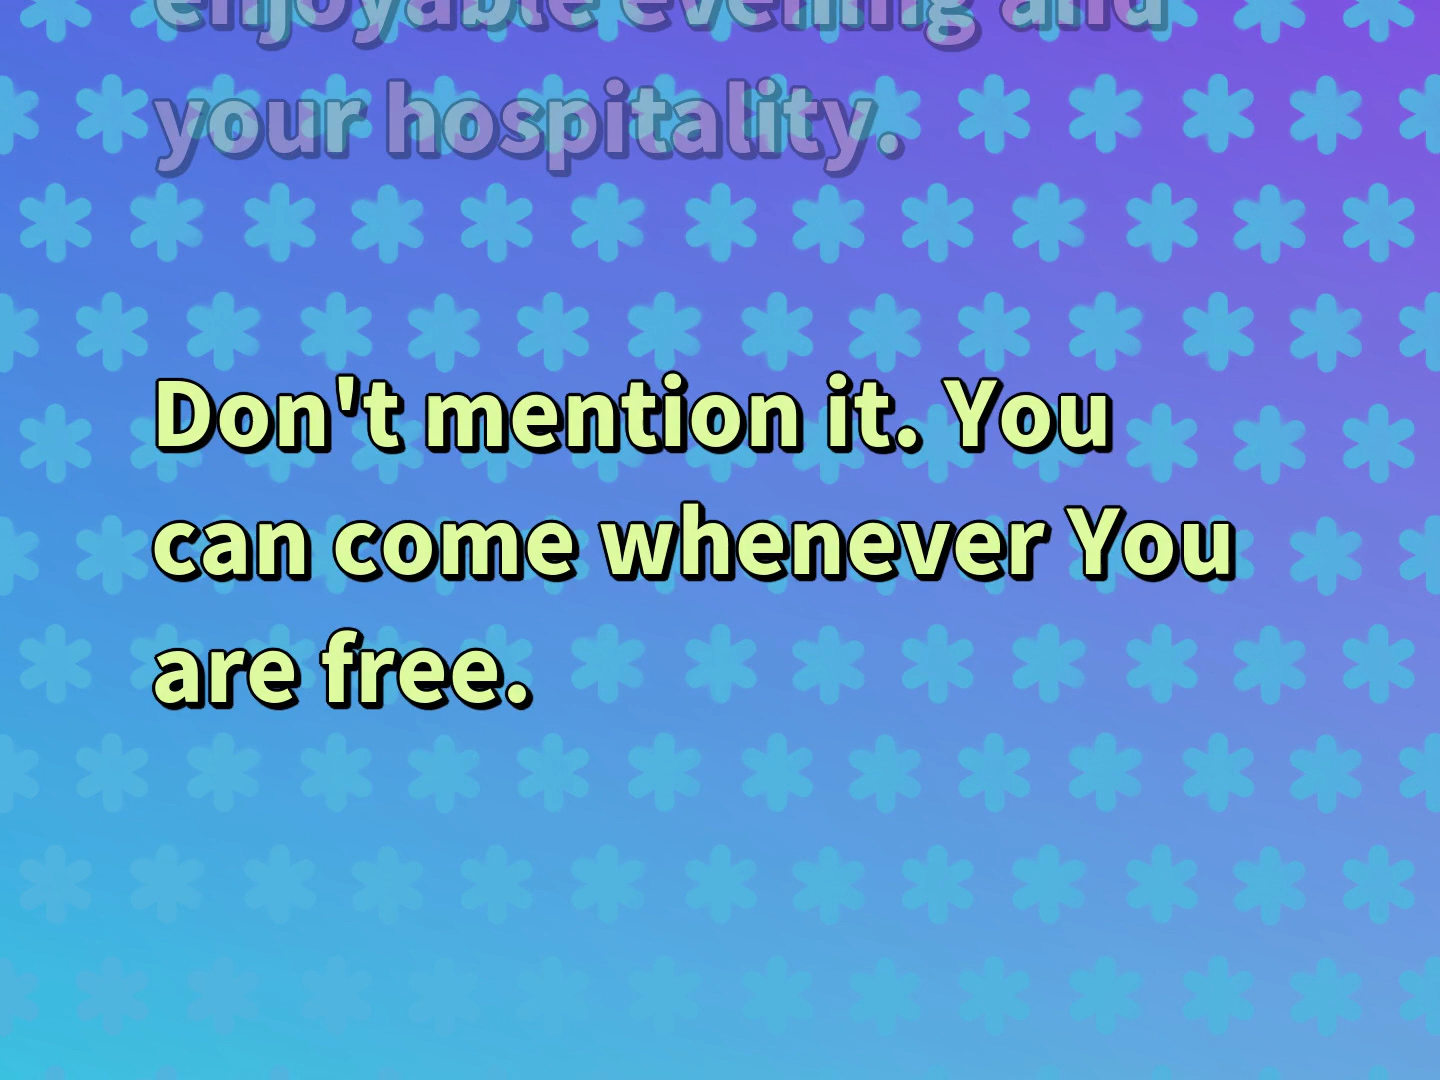 enjoyable evening and
your hospitality.
Don't mention it. You
can come whenever You
are free.